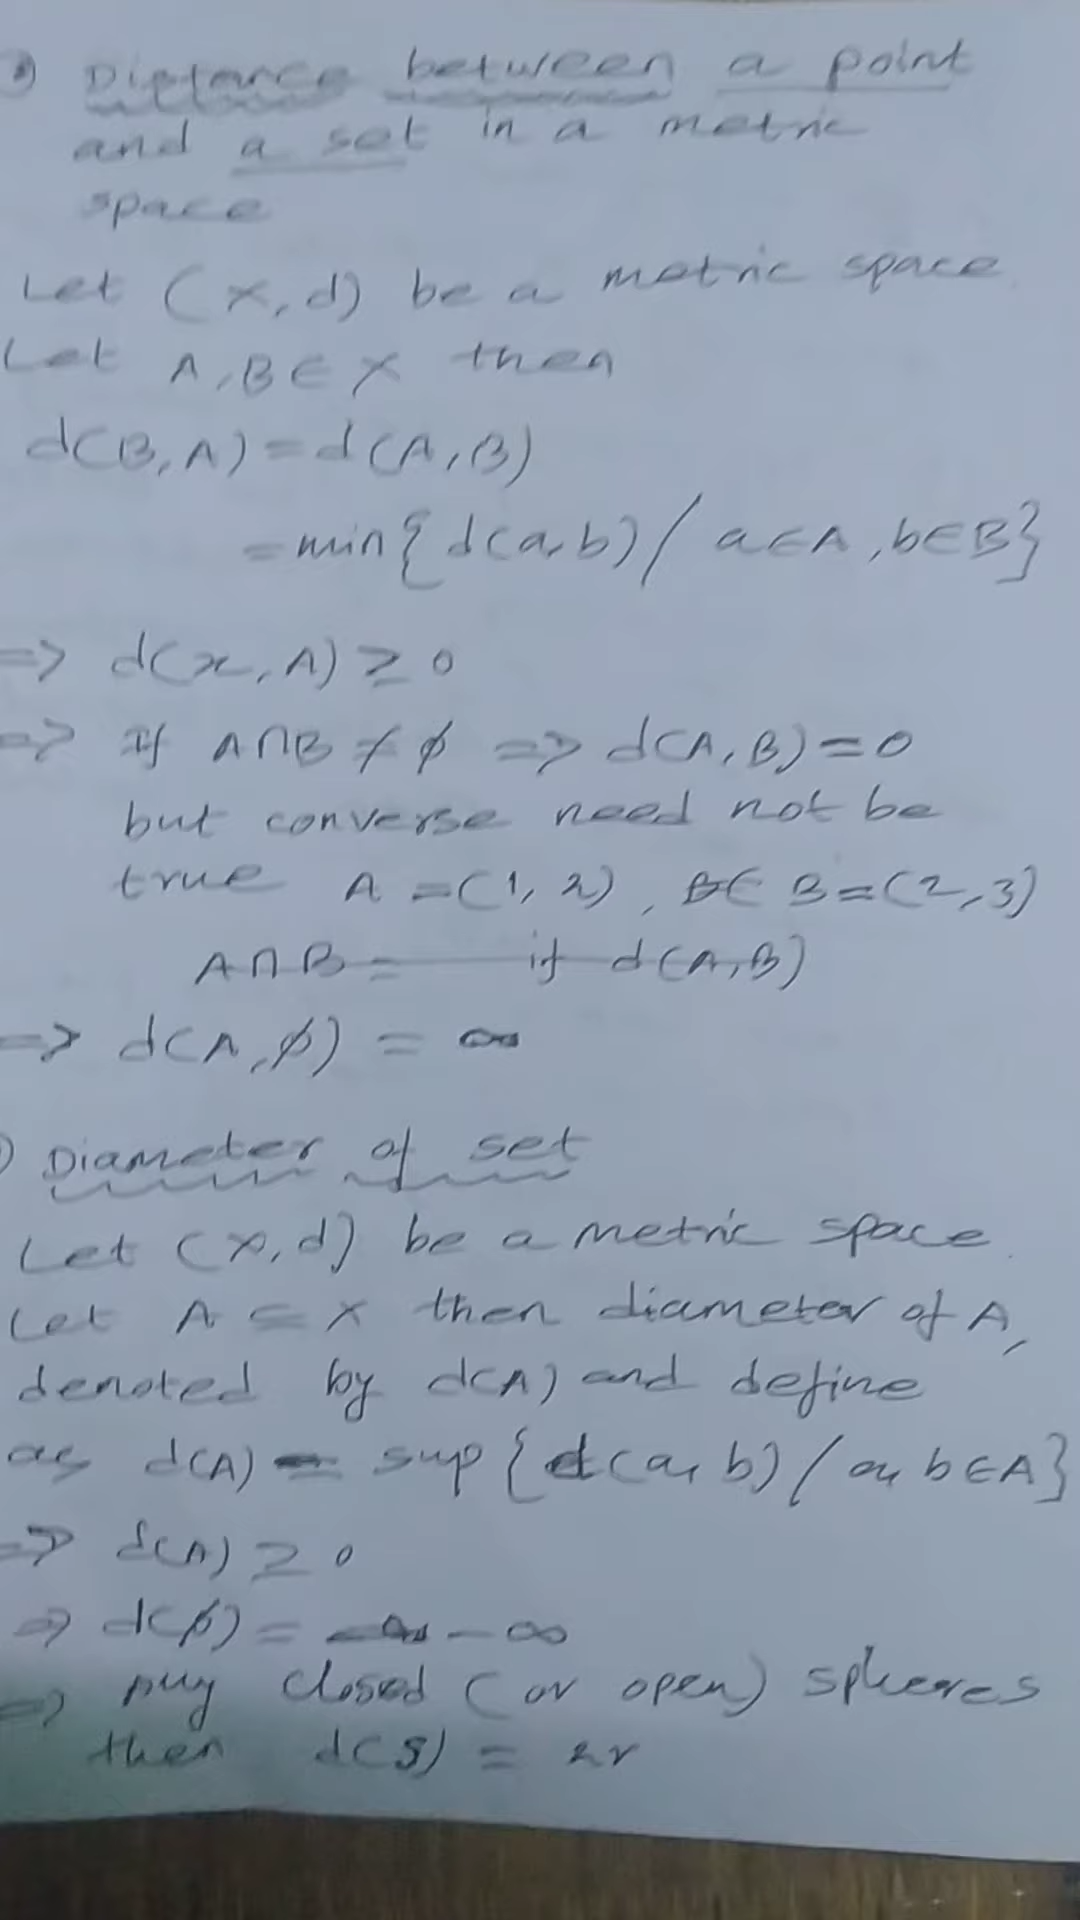 Distance between a point
and a set in a metric
space
Let (X, d) be a metric space
Let A, B ∈ X then
d(B, A) = d(A, B)
= min { d(a, b) / a ∈ A, b ∈ B}
=> d(x, A) ≥ 0
=> If A∩B ≠ ϕ => d(A, B) = 0
but converse need not be
true A = (1, 2), B = (2, 3)
A∩B = if d(A, B)
=> d(A, ϕ) = ∞
Diameter of set
Let (X, d) be a metric space
Let A ⊆ X then diameter of A,
denoted by d(A) and define
as d(A) = sup { d(a, b) / a, b ∈ A}
=> d(A) ≥ 0
=> d(ϕ) = - ∞
=> closed (or open) spheres
then d(S) = 2r